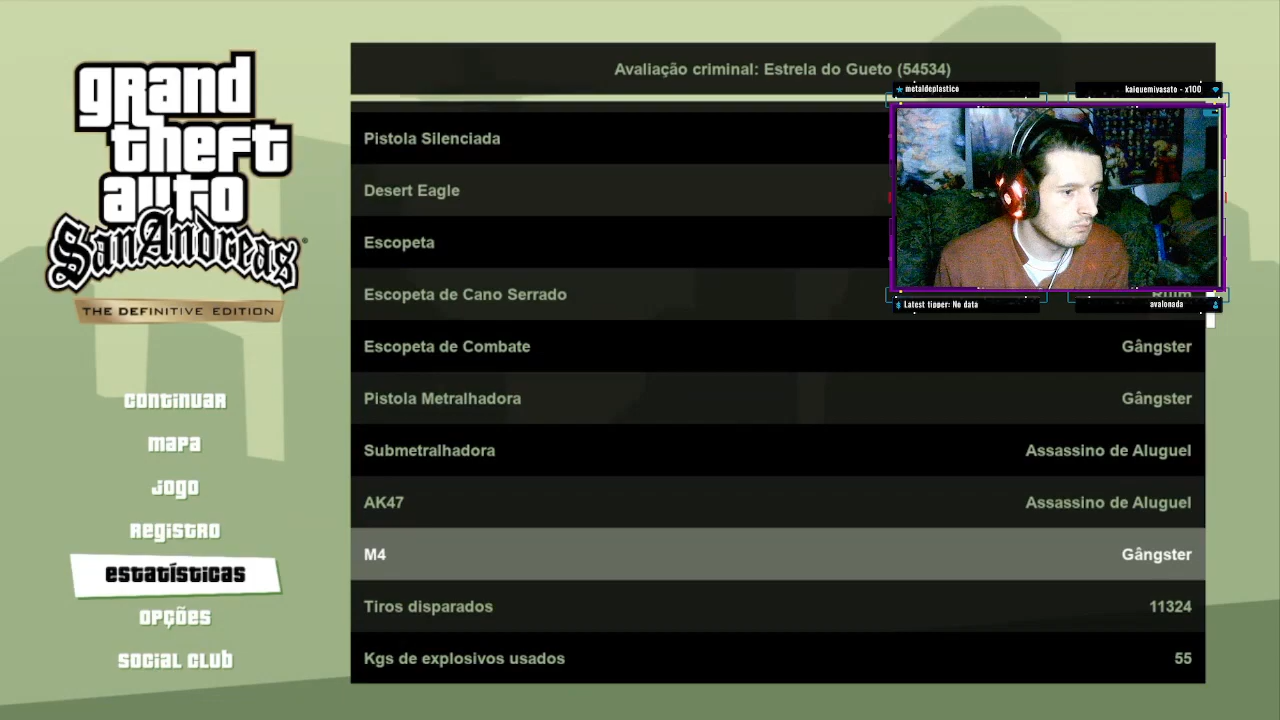 grand
theft
auto
San Andreas
THE DEFINITIVE EDITION
continuar
mapa
jogo
registro
estatísticas
opções
social club
Avaliação criminal: Estrela do Gueto (54534)
Pistola Silenciada
Desert Eagle
Escopeta
Escopeta de Cano Serrado Ruim
Escopeta de Combate Gângster
Pistola Metralhadora Gângster
Submetralhadora Assassino de Aluguel
AK47 Assassino de Aluguel
M4 Gângster
Tiros disparados 11324
Kgs de explosivos usados 55
metaldeplastico kaiquemiyasato - x100
Latest tipper: No data avalonada